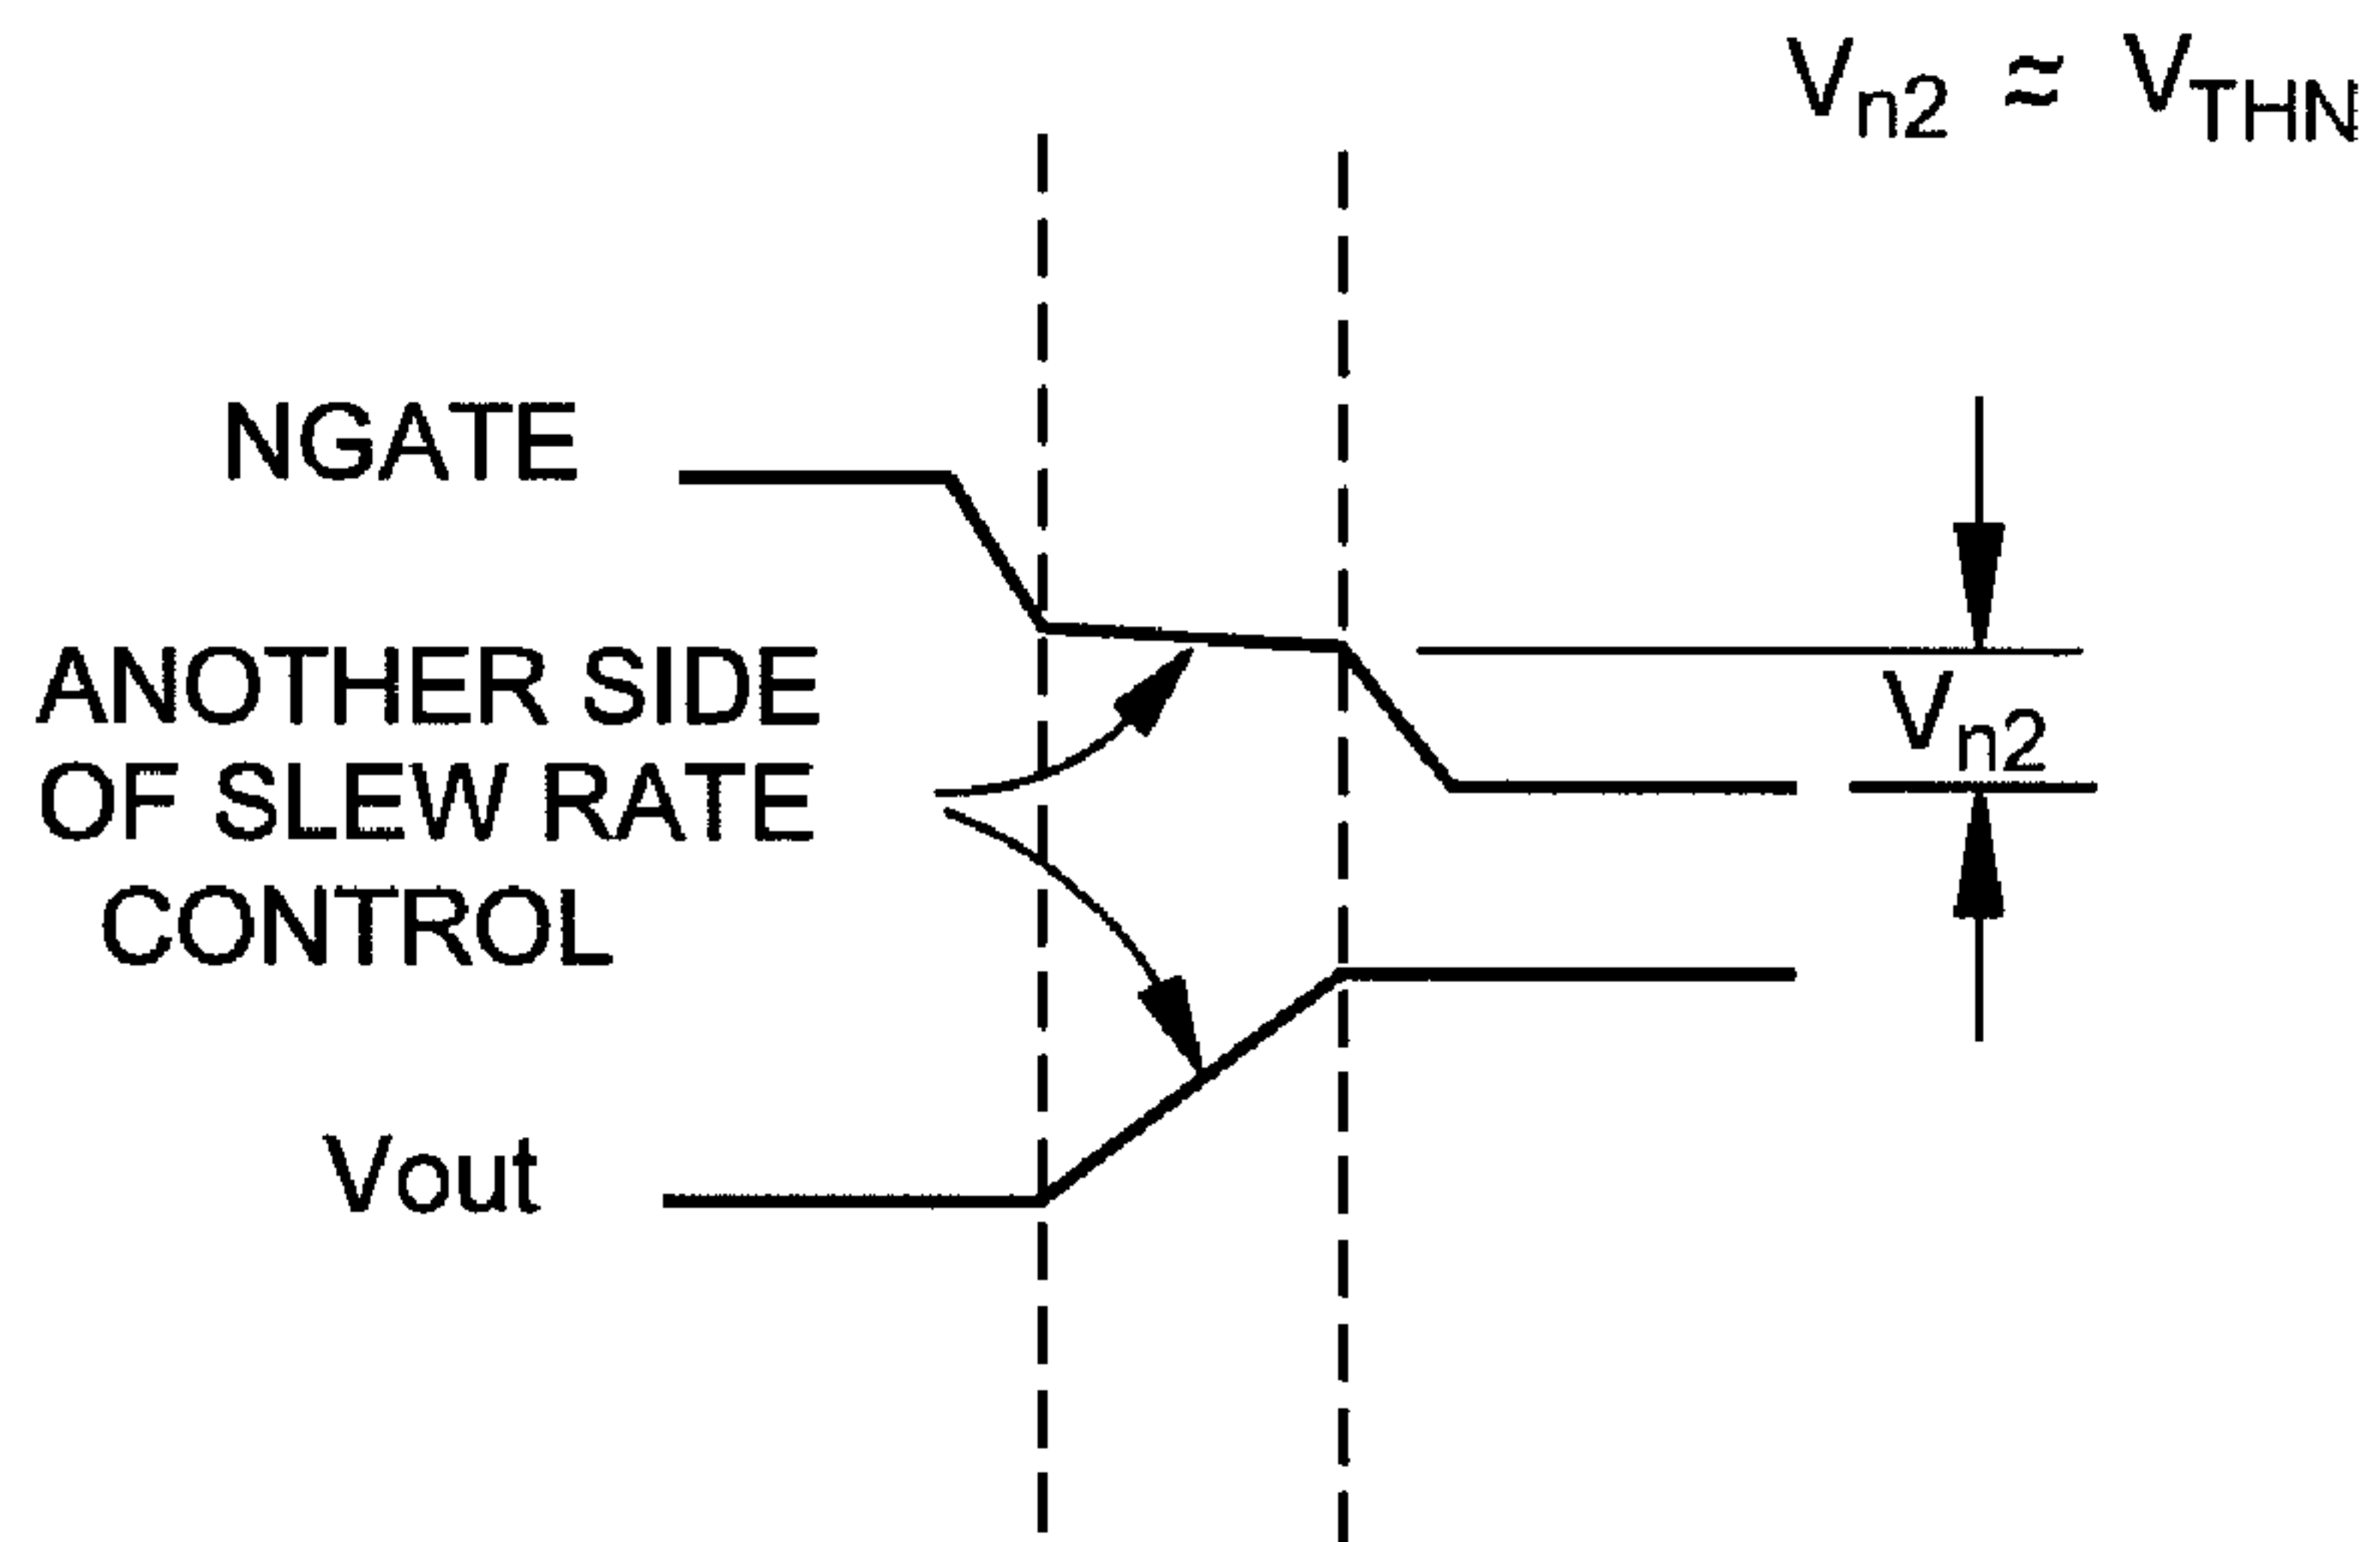 Vn2 ≈ VTHN
NGATE
ANOTHER SIDE
OF SLEW RATE
CONTROL
Vn2
Vout